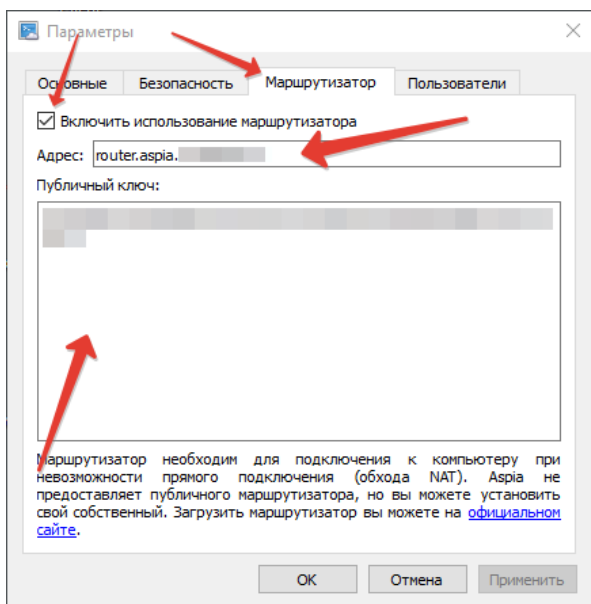 Параметры
Основные Безопасность Маршрутизатор Пользователи
Включить использование маршрутизатора
Адрес: router.aspia.
Публичный ключ:
Маршрутизатор необходим для подключения к компьютеру при
невозможности прямого подключения (обхода NAT). Aspia не
предоставляет публичного маршрутизатора, но вы можете установить
свой собственный. Загрузить маршрутизатор вы можете на официальном
сайте.
ОК Отмена Применить